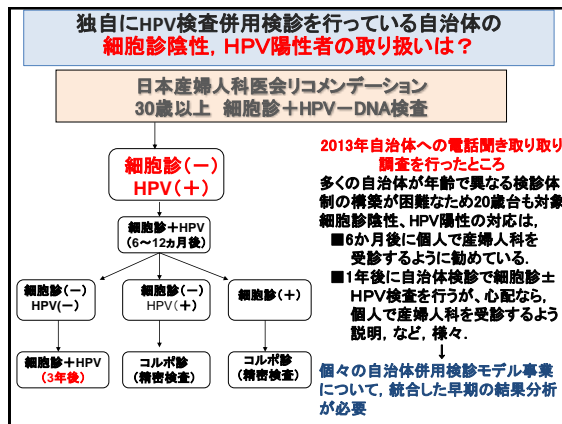 独自にHPV検査併用検診を行っている自治体の
細胞診陰性，HPV陽性者の取り扱いは？
日本産婦人科医会リコメンデーション
30歳以上 細胞診＋HPV－DNA検査
細胞診（－）
HPV（＋）
細胞診＋HPV
（6～12ヵ月後）
細胞診（－）
HPV（－）
細胞診（－）
HPV（＋）
細胞診（＋）
細胞診＋HPV
（3年後）
コルポ診
（精密検査）
コルポ診
（精密検査）
2013年自治体への電話聞き取り取り
調査を行ったところ
多くの自治体が年齢で異なる検診体
制の構築が困難なため20歳台も対象
細胞診陰性、HPV陽性の対応は，
■6か月後に個人で産婦人科を
受診するように勧めている．
■1年後に自治体検診で細胞診±
HPV検査を行うが、心配なら，
個人で産婦人科を受診するよう
説明，など，様々．
個々の自治体併用検診モデル事業
について，統合した早期の結果分析
が必要